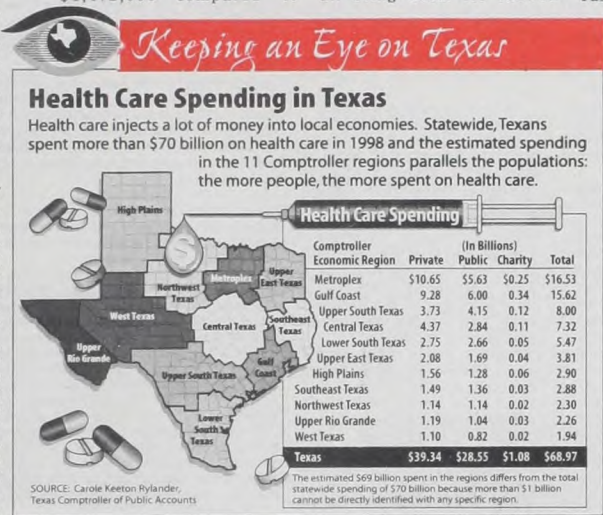 Keeping an Eye on Texas
Health Care Spending in Texas
Health care injects a lot of money into local economies. Statewide, Texans
spent more than $70 billion on health care in 1998 and the estimated spending
in the 11 Comptroller regions parallels the populations:
the more people, the more spent on health care.
High Plains
Northwest
Texas
Metroplex
Upper
East Texas
West Texas
Central Texas
Southeast
Texas
Upper
Rio Grande
Upper South Texas
Gulf
Coast
Lower
South
Texas
$
Health Care Spending
Comptroller (In Billions)
Economic Region Private Public Charity Total
Metroplex $10.65 $5.63 $0.25 $16.53
Gulf Coast 9.28 6.00 0.34 15.62
Upper South Texas 3.73 4.15 0.12 8.00
Central Texas 4.37 2.84 0.11 7.32
Lower South Texas 2.75 2.66 0.05 5.47
Upper East Texas 2.08 1.69 0.04 3.81
High Plains 1.56 1.28 0.06 2.90
Southeast Texas 1.49 1.36 0.03 2.88
Northwest Texas 1.14 1.14 0.02 2.30
Upper Rio Grande 1.19 1.04 0.03 2.26
West Texas 1.10 0.82 0.02 1.94
Texas $39.34 $28.55 $1.08 $68.97
The estimated $69 billion spent in the regions differs from the total
statewide spending of $70 billion because more than $1 billion
cannot be directly identified with any specific region.
SOURCE: Carole Keeton Rylander,
Texas Comptroller of Public Accounts